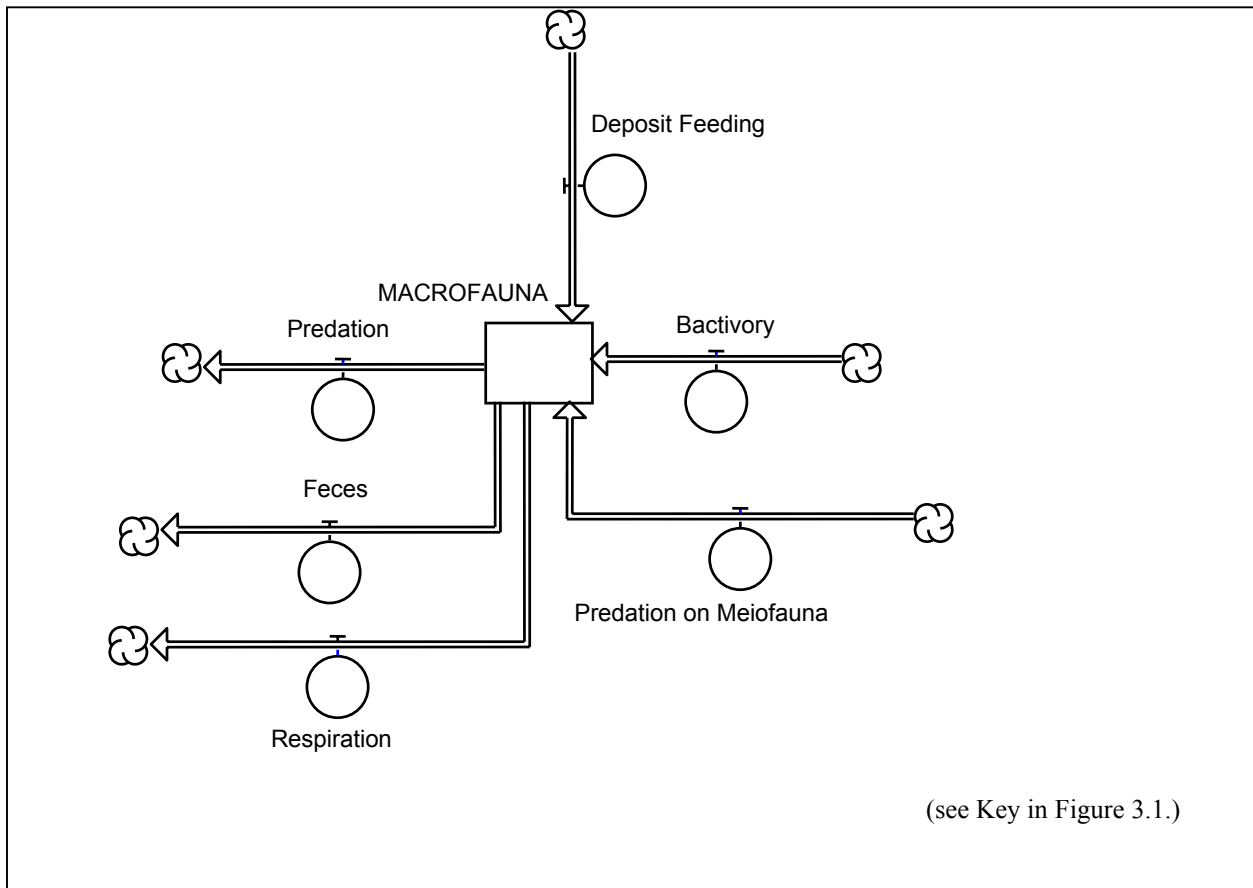 Deposit Feeding
MACROFAUNA
Predation
Bactivory
Feces
Predation on Meiofauna
Respiration
(see Key in Figure 3.1.)